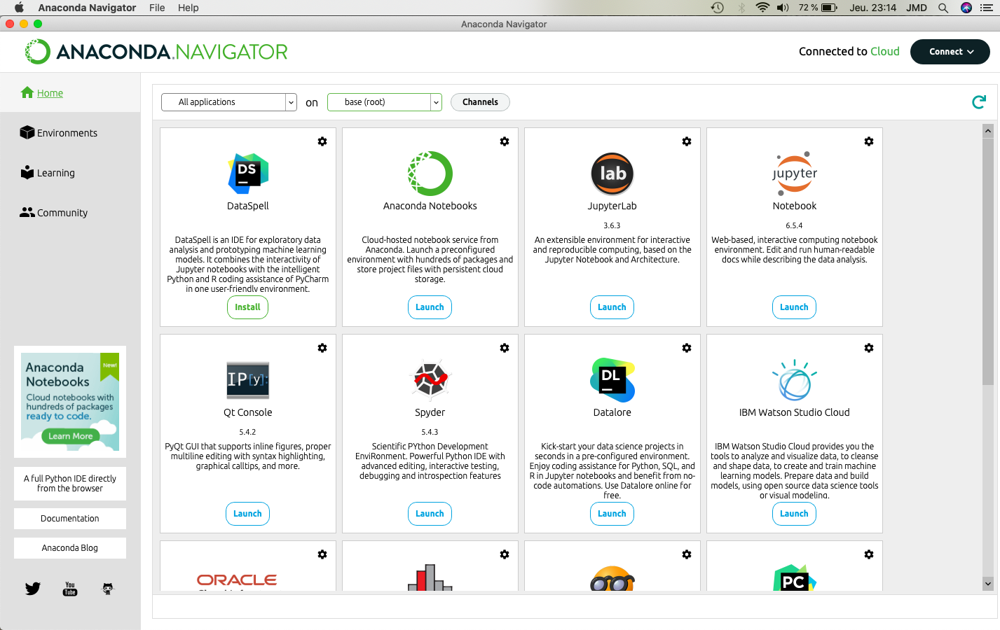 Anaconda Navigator File Help 72 % Jeu. 23:14 JMD
Anaconda Navigator
ANACONDA.NAVIGATOR
Connected to Cloud
Connect
Home
Environments
Learning
Community
Anaconda
Notebooks
New!
Cloud notebooks with
hundreds of packages
ready to code.
Learn More
A full Python IDE directly
from the browser
Documentation
Anaconda Blog
You
Tube
All applications
on
base (root)
Channels
DS
DataSpell
DataSpell is an IDE for exploratory data
analysis and prototyping machine learning
models. It combines the interactivity of
Jupyter notebooks with the intelligent
Python and R coding assistance of PyCharm
in one user-friendly environment.
Install
Anaconda Notebooks
Cloud-hosted notebook service from
Anaconda. Launch a preconfigured
environment with hundreds of packages and
store project files with persistent cloud
storage.
Launch
lab
JupyterLab
3.6.3
An extensible environment for interactive
and reproducible computing, based on the
Jupyter Notebook and Architecture.
Launch
jupyter
Notebook
6.5.4
Web-based, interactive computing notebook
environment. Edit and run human-readable
docs while describing the data analysis.
Launch
IP[y]:
Qt Console
5.4.2
PyQt GUI that supports inline figures, proper
multiline editing with syntax highlighting,
graphical calltips, and more.
Launch
Spyder
5.4.3
Scientific PYthon Development
EnviRonment. Powerful Python IDE with
advanced editing, interactive testing,
debugging and introspection features
Launch
DL
Datalore
Kick-start your data science projects in
seconds in a pre-configured environment.
Enjoy coding assistance for Python, SQL, and
R in Jupyter notebooks and benefit from no-
code automations. Use Datalore online for
free.
Launch
IBM Watson Studio Cloud
IBM Watson Studio Cloud provides you the
tools to analyze and visualize data, to cleanse
and shape data, to create and train machine
learning models. Prepare data and build
models, using open source data science tools
or visual modeling.
Launch
ORACLE
PC